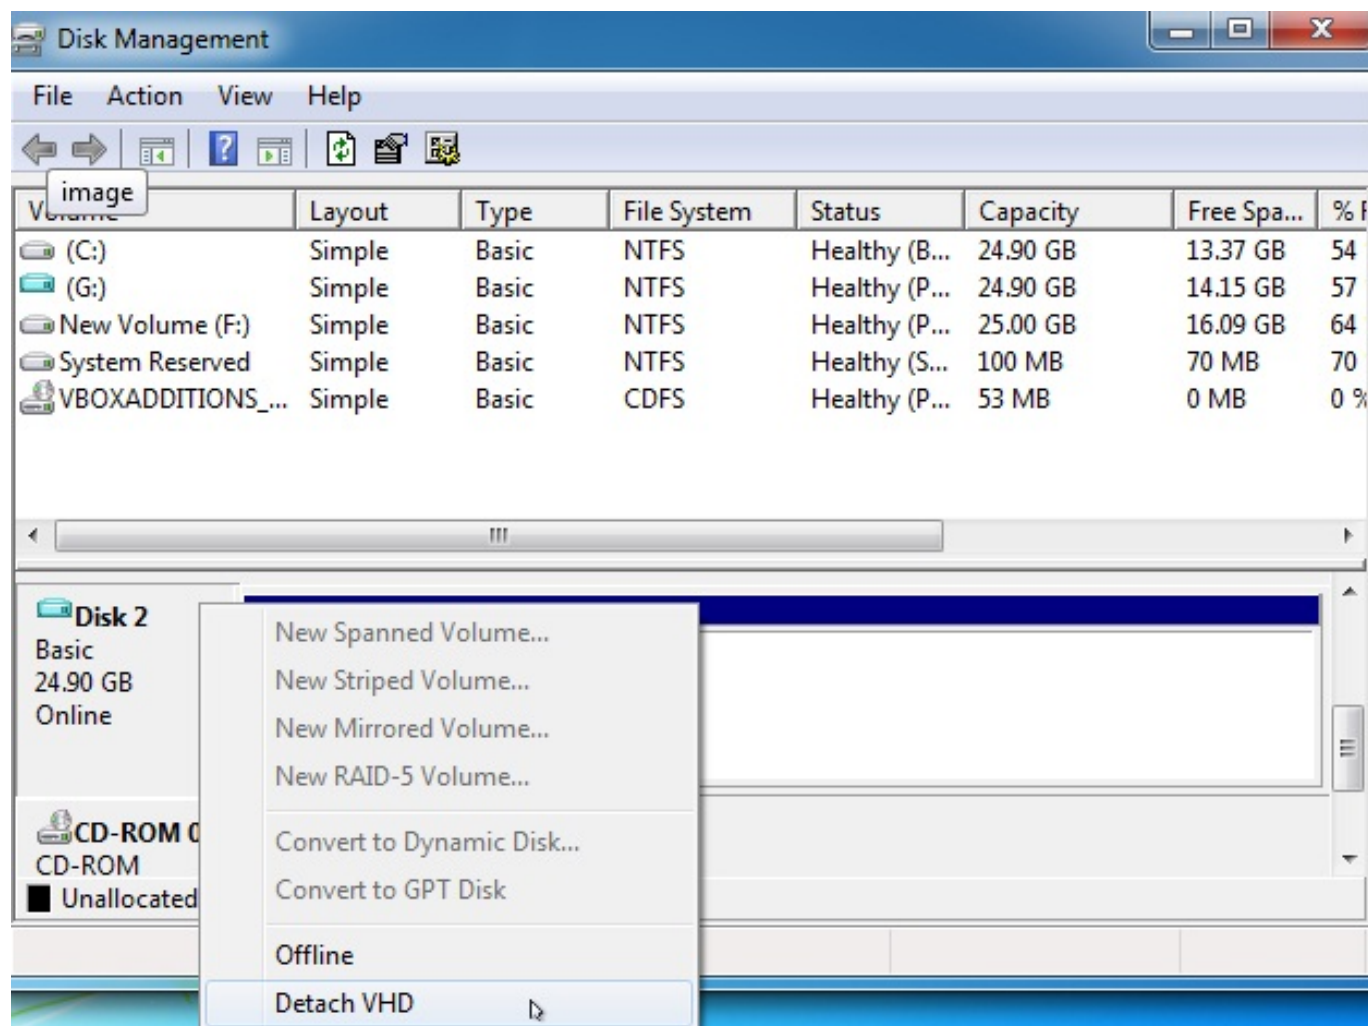 Disk Management
File Action View Help
image
Layout Type File System Status Capacity Free Spa... %
(C:) Simple Basic NTFS Healthy (B... 24.90 GB 13.37 GB 54
(G:) Simple Basic NTFS Healthy (P... 24.90 GB 14.15 GB 57
New Volume (F:) Simple Basic NTFS Healthy (P... 25.00 GB 16.09 GB 64
System Reserved Simple Basic NTFS Healthy (S... 100 MB 70 MB 70
VBOXADDITIONS_... Simple Basic CDFS Healthy (P... 53 MB 0 MB 0 %
Disk 2
Basic
24.90 GB
Online
New Spanned Volume...
New Striped Volume...
New Mirrored Volume...
New RAID-5 Volume...
Convert to Dynamic Disk...
Convert to GPT Disk
Offline
Detach VHD
CD-ROM 0
CD-ROM
Unallocated